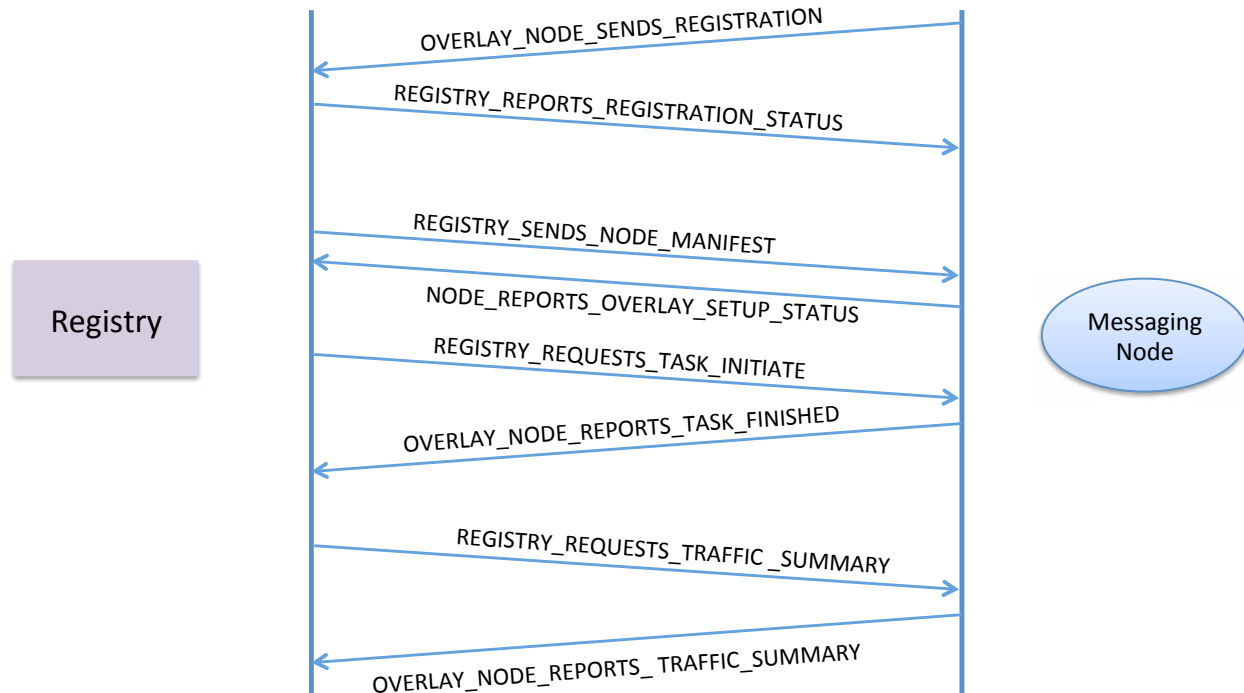 OVERLAY_NODE_SENDS_REGISTRATION
REGISTRY_REPORTS_REGISTRATION_STATUS
REGISTRY_SENDS_NODE_MANIFEST
NODE_REPORTS_OVERLAY_SETUP_STATUS
Registry
Messaging
Node
REGISTRY_REQUESTS_TASK_INITIATE
OVERLAY_NODE_REPORTS_TASK_FINISHED
REGISTRY_REQUESTS_TRAFFIC _SUMMARY
OVERLAY_NODE_REPORTS_ TRAFFIC_SUMMARY